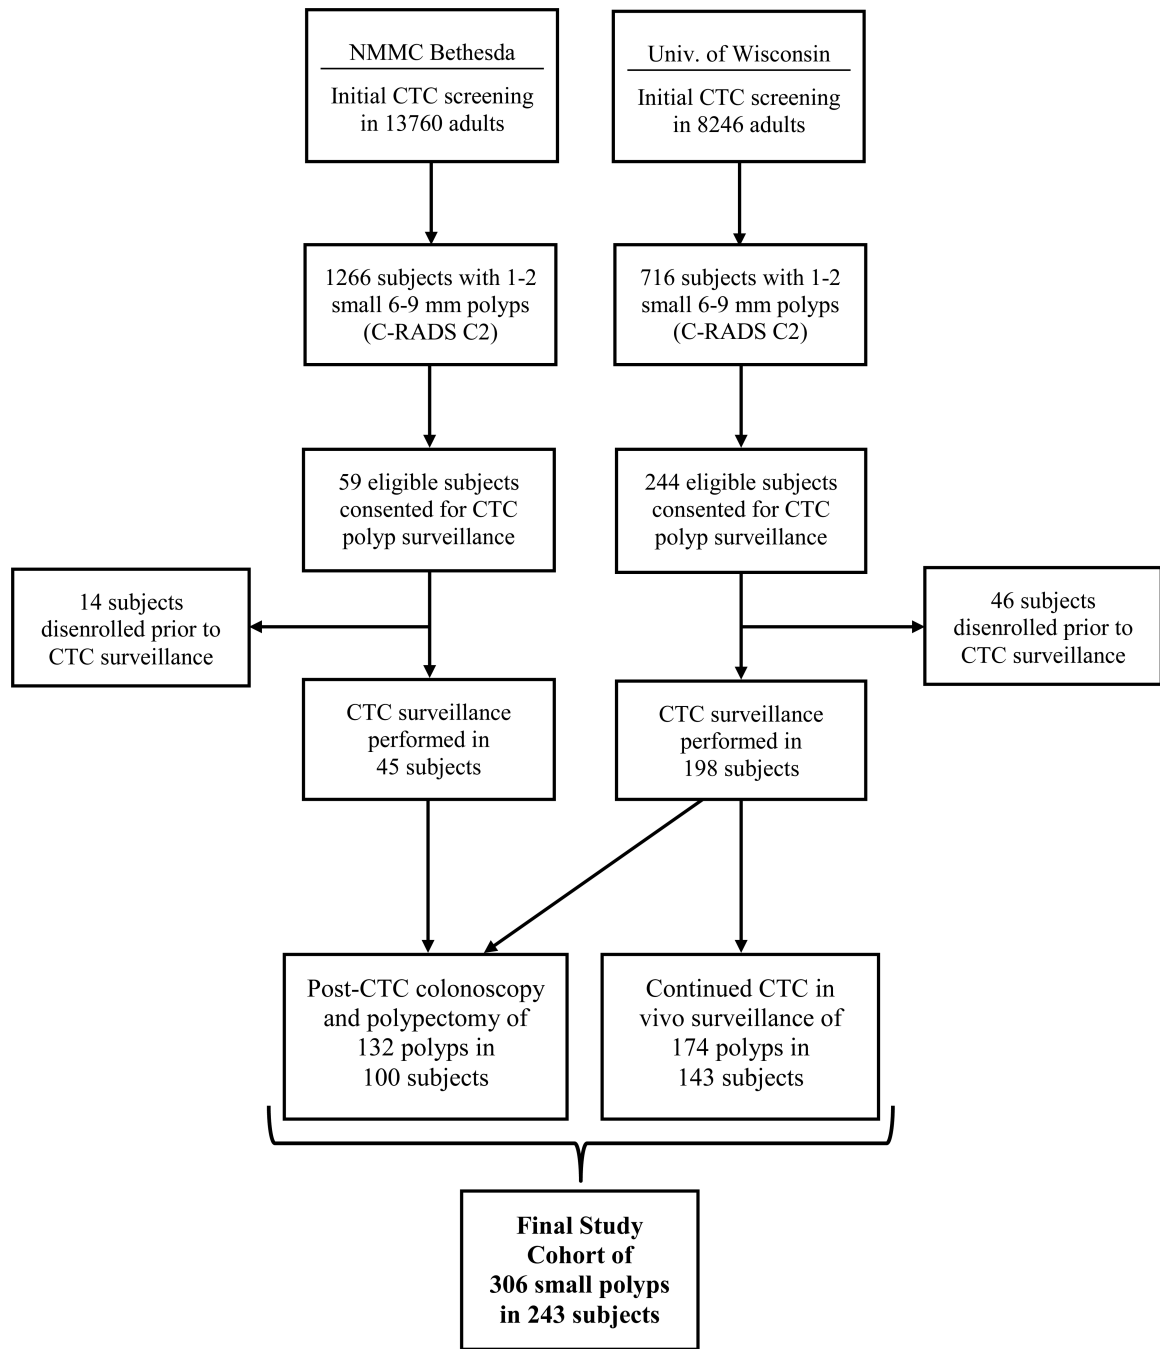 NMMC Bethesda
Initial CTC screening
in 13760 adults
Univ. of Wisconsin
Initial CTC screening
in 8246 adults
1266 subjects with 1-2
small 6-9 mm polyps
(C-RADS C2)
716 subjects with 1-2
small 6-9 mm polyps
(C-RADS C2)
59 eligible subjects
consented for CTC
polyp surveillance
244 eligible subjects
consented for CTC
polyp surveillance
14 subjects
disenrolled prior to
CTC surveillance
46 subjects
disenrolled prior to
CTC surveillance
CTC surveillance
performed in
45 subjects
CTC surveillance
performed in
198 subjects
Post-CTC colonoscopy
and polypectomy of
132 polyps in
100 subjects
Continued CTC in
vivo surveillance of
174 polyps in
143 subjects
Final Study
Cohort of
306 small polyps
in 243 subjects